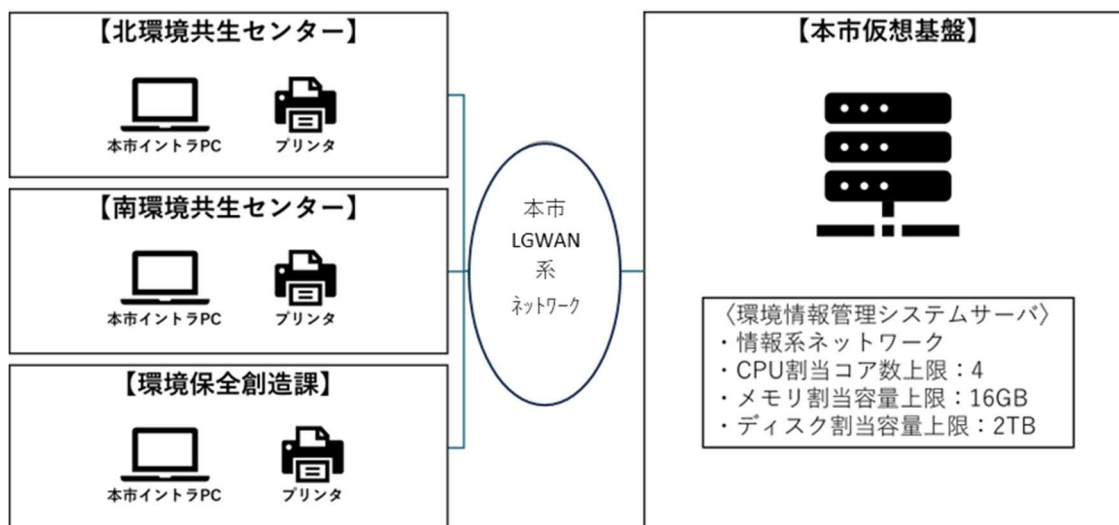 【北環境共生センター】
本市イントラPC
プリンタ
【南環境共生センター】
本市イントラPC
プリンタ
【環境保全創造課】
本市イントラPC
プリンタ
本市
LGWAN
系
ネットワーク
【本市仮想基盤】
〈環境情報管理システムサーバ〉
・情報系ネットワーク
・CPU割当コア数上限：4
・メモリ割当容量上限：16GB
・ディスク割当容量上限：2TB